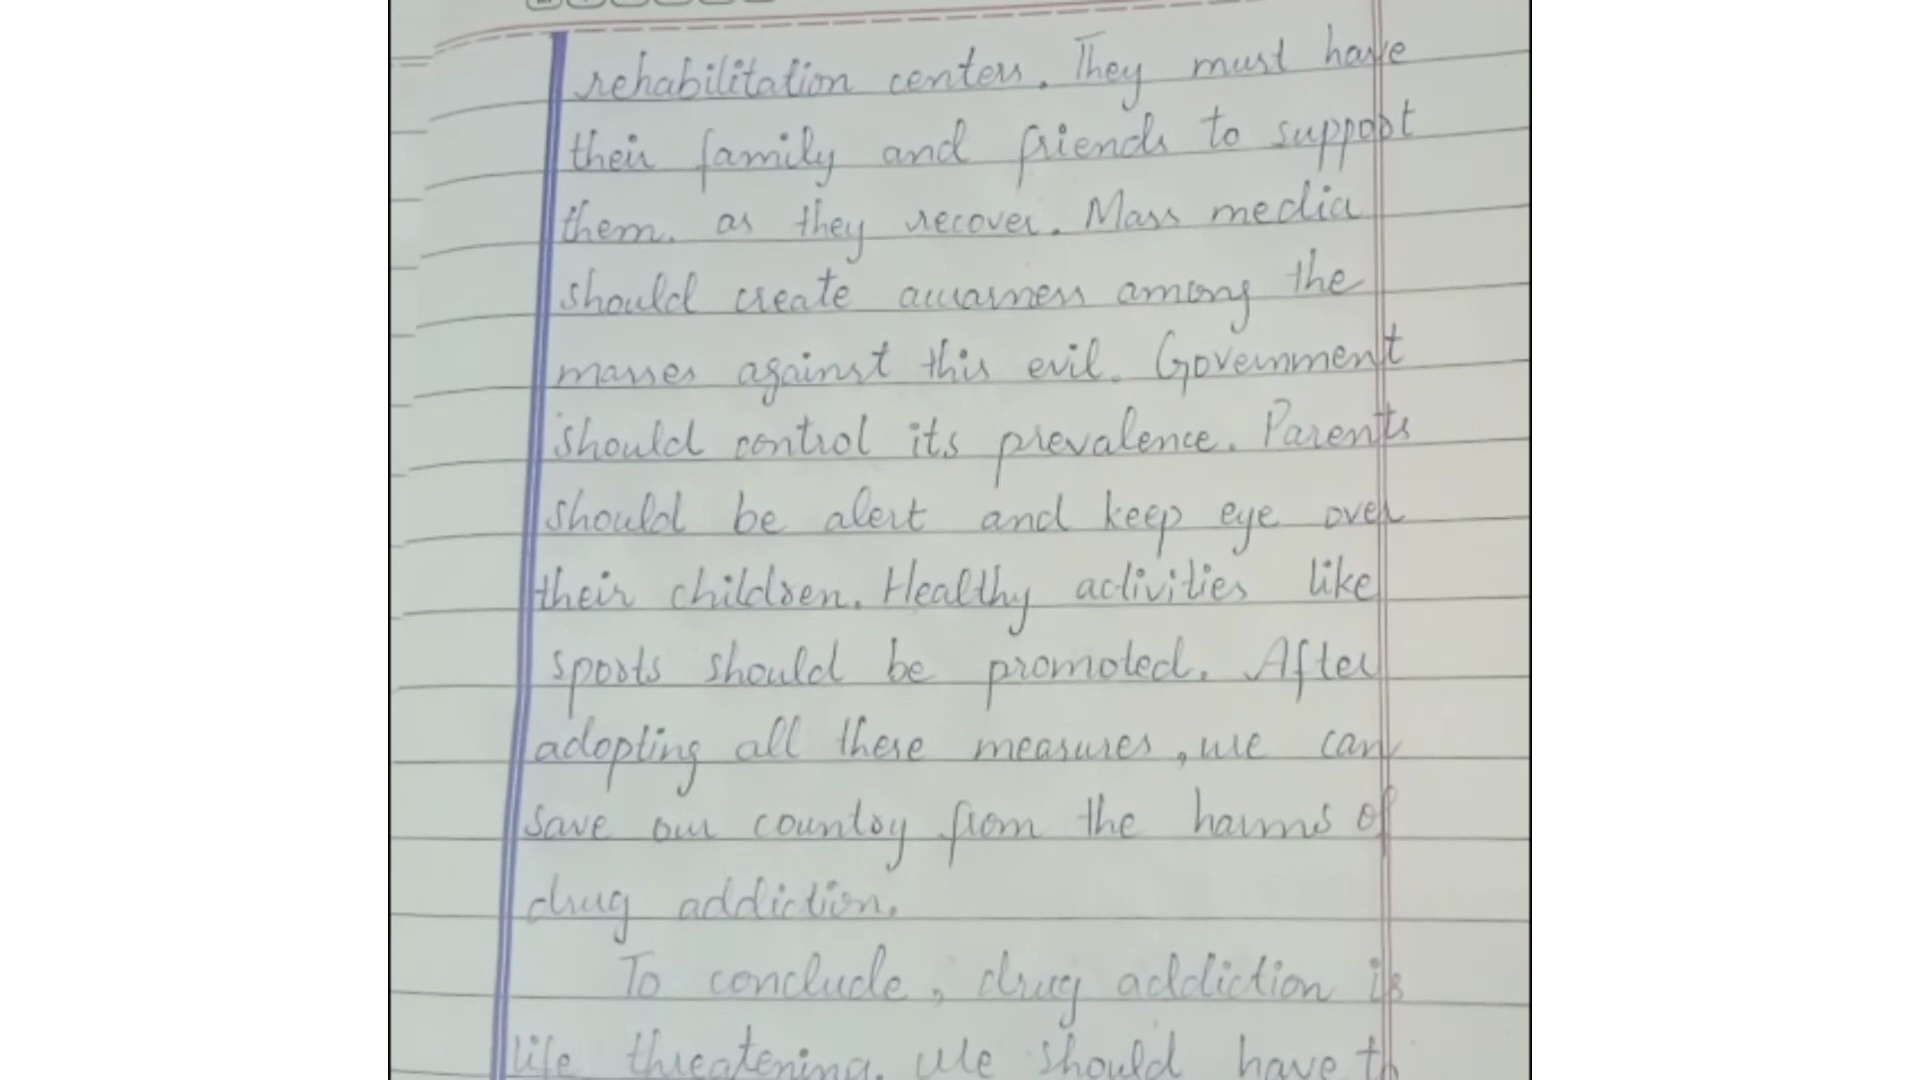 rehabilitation centers. They must have
their family and friends to support
them. as they recover. Mass media
should create awarness among the
masses against this evil. Government
should control its prevalence. Parents
should be alert and keep eye over
their children. Healthy activities like
sports should be promoted. After
adopting all these measures, we can
save our country from the harms of
drug addiction.
To conclude, drug addiction is
life threatening. We should have